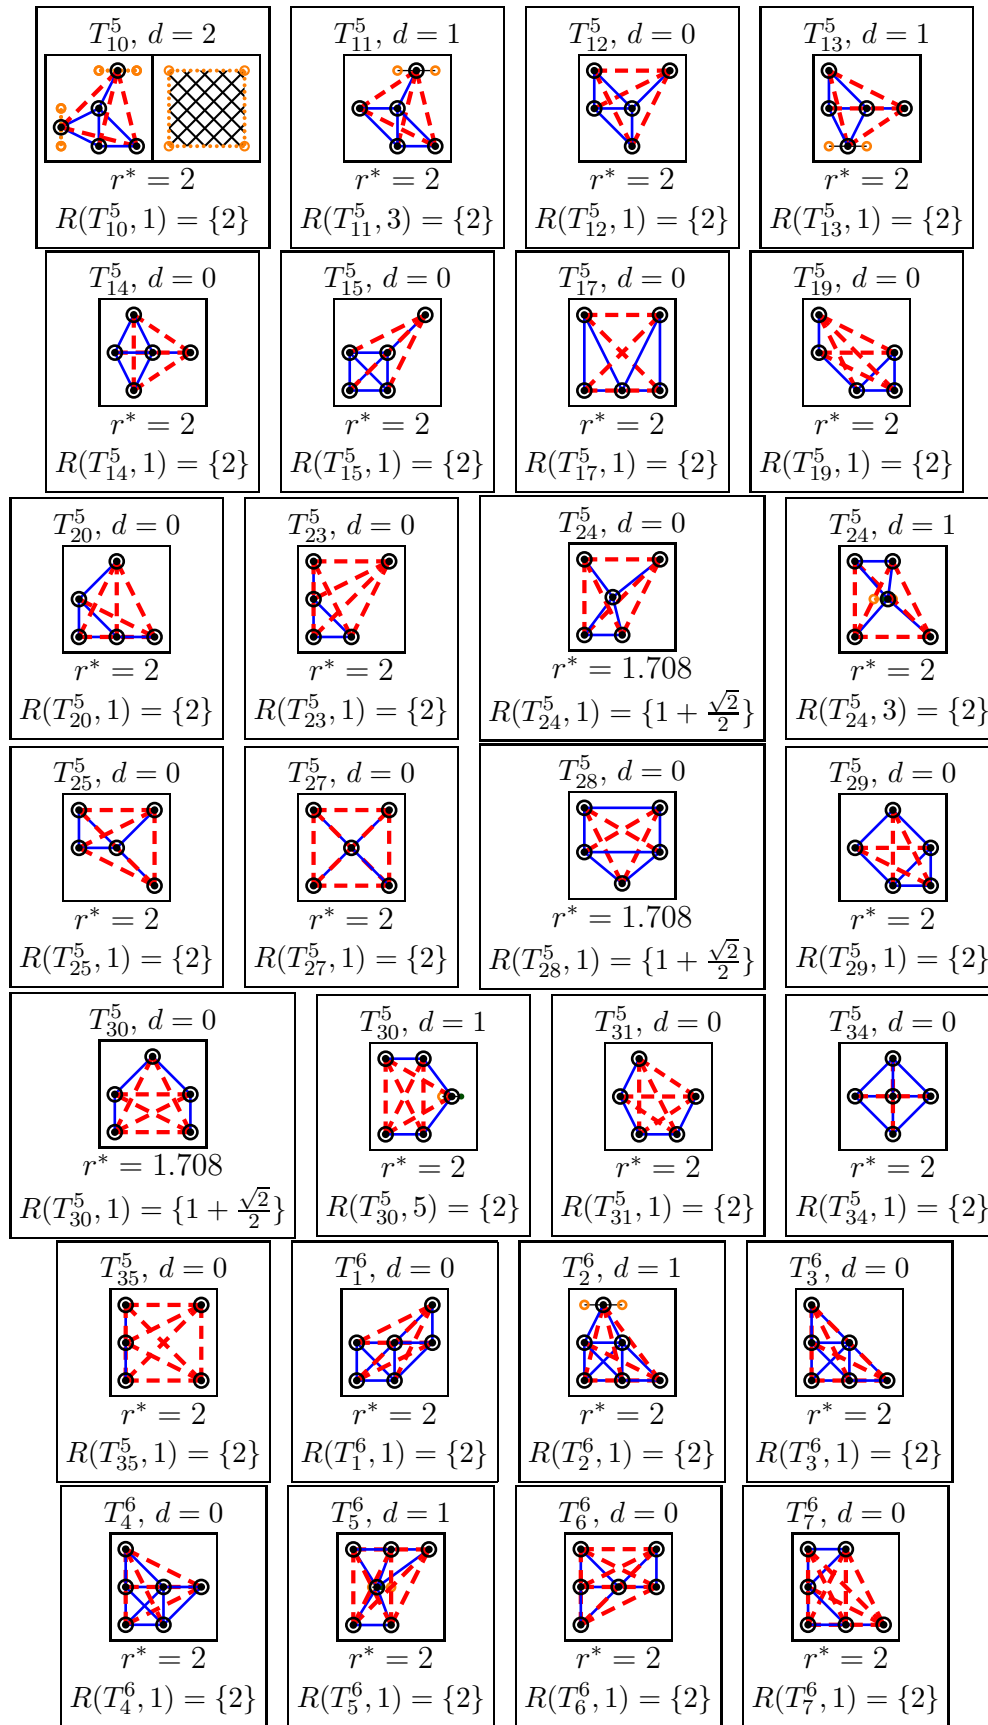 T^5_{10}, d = 2
r* = 2
R(T^5_{10}, 1) = {2}
T^5_{11}, d = 1
r* = 2
R(T^5_{11}, 3) = {2}
T^5_{12}, d = 0
r* = 2
R(T^5_{12}, 1) = {2}
T^5_{13}, d = 1
r* = 2
R(T^5_{13}, 1) = {2}
T^5_{14}, d = 0
r* = 2
R(T^5_{14}, 1) = {2}
T^5_{15}, d = 0
r* = 2
R(T^5_{15}, 1) = {2}
T^5_{17}, d = 0
r* = 2
R(T^5_{17}, 1) = {2}
T^5_{19}, d = 0
r* = 2
R(T^5_{19}, 1) = {2}
T^5_{20}, d = 0
r* = 2
R(T^5_{20}, 1) = {2}
T^5_{23}, d = 0
r* = 2
R(T^5_{23}, 1) = {2}
T^5_{24}, d = 0
r* = 1.708
R(T^5_{24}, 1) = {1 + \frac{\sqrt{2}}{2}}
T^5_{24}, d = 1
r* = 2
R(T^5_{24}, 3) = {2}
T^5_{25}, d = 0
r* = 2
R(T^5_{25}, 1) = {2}
T^5_{27}, d = 0
r* = 2
R(T^5_{27}, 1) = {2}
T^5_{28}, d = 0
r* = 1.708
R(T^5_{28}, 1) = {1 + \frac{\sqrt{2}}{2}}
T^5_{29}, d = 0
r* = 2
R(T^5_{29}, 1) = {2}
T^5_{30}, d = 0
r* = 1.708
R(T^5_{30}, 1) = {1 + \frac{\sqrt{2}}{2}}
T^5_{30}, d = 1
r* = 2
R(T^5_{30}, 5) = {2}
T^5_{31}, d = 0
r* = 2
R(T^5_{31}, 1) = {2}
T^5_{34}, d = 0
r* = 2
R(T^5_{34}, 1) = {2}
T^5_{35}, d = 0
r* = 2
R(T^5_{35}, 1) = {2}
T^6_1, d = 0
r* = 2
R(T^6_1, 1) = {2}
T^6_2, d = 1
r* = 2
R(T^6_2, 1) = {2}
T^6_3, d = 0
r* = 2
R(T^6_3, 1) = {2}
T^6_4, d = 0
r* = 2
R(T^6_4, 1) = {2}
T^6_5, d = 1
r* = 2
R(T^6_5, 1) = {2}
T^6_6, d = 0
r* = 2
R(T^6_6, 1) = {2}
T^6_7, d = 0
r* = 2
R(T^6_7, 1) = {2}